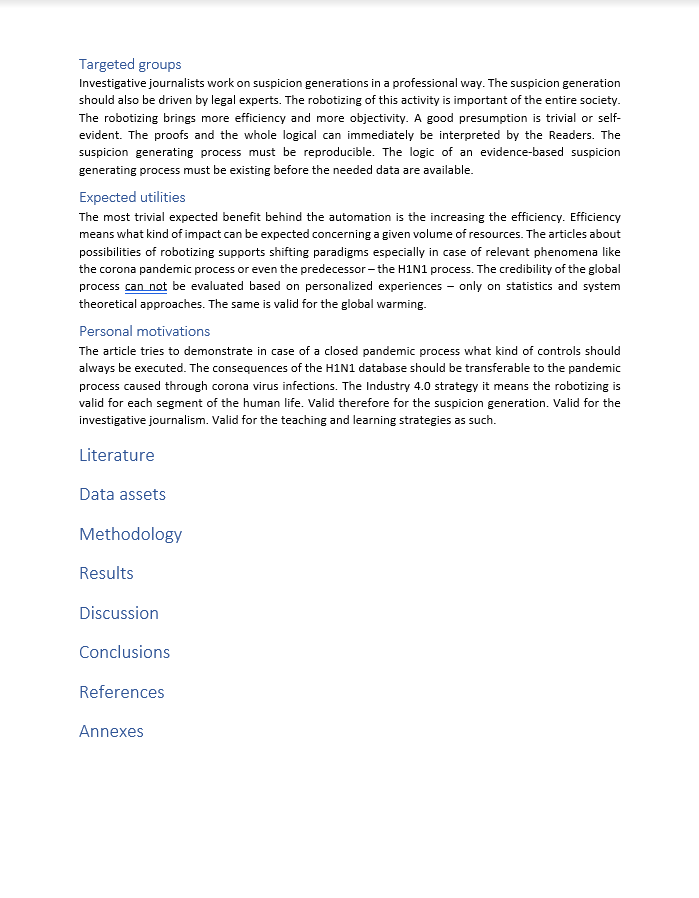 Targeted groups
Investigative journalists work on suspicion generations in a professional way. The suspicion generation
should also be driven by legal experts. The robotizing of this activity is important of the entire society.
The robotizing brings more efficiency and more objectivity. A good presumption is trivial or self-
evident. The proofs and the whole logical can immediately be interpreted by the Readers. The
suspicion generating process must be reproducible. The logic of an evidence-based suspicion
generating process must be existing before the needed data are available.
Expected utilities
The most trivial expected benefit behind the automation is the increasing the efficiency. Efficiency
means what kind of impact can be expected concerning a given volume of resources. The articles about
possibilities of robotizing supports shifting paradigms especially in case of relevant phenomena like
the corona pandemic process or even the predecessor – the H1N1 process. The credibility of the global
process can not be evaluated based on personalized experiences – only on statistics and system
theoretical approaches. The same is valid for the global warming.
Personal motivations
The article tries to demonstrate in case of a closed pandemic process what kind of controls should
always be executed. The consequences of the H1N1 database should be transferable to the pandemic
process caused through corona virus infections. The Industry 4.0 strategy it means the robotizing is
valid for each segment of the human life. Valid therefore for the suspicion generation. Valid for the
investigative journalism. Valid for the teaching and learning strategies as such.
Literature
Data assets
Methodology
Results
Discussion
Conclusions
References
Annexes